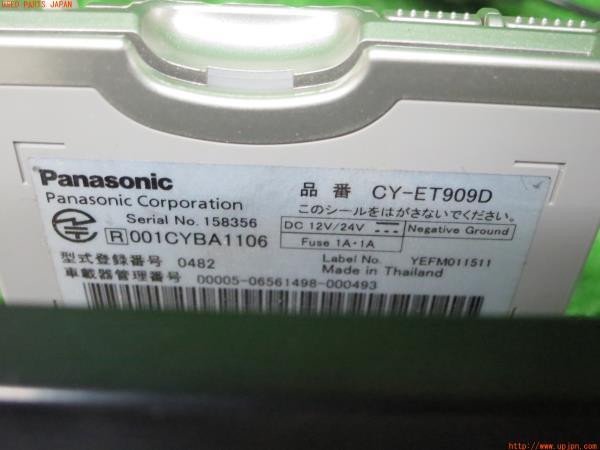 USED PARTS JAPAN
Panasonic
Panasonic Corporation
品 番 CY-ET909D
このシールをはがさないでください。
Serial No. 158356
DC 12V/24V Negative Ground
Fuse 1A・1A
R 001CYBA1106
型式登録番号 0482
Label No. YEFM011511
Made in Thailand
車載器管理番号 00005-06561498-000493
http://www.upjpn.com/